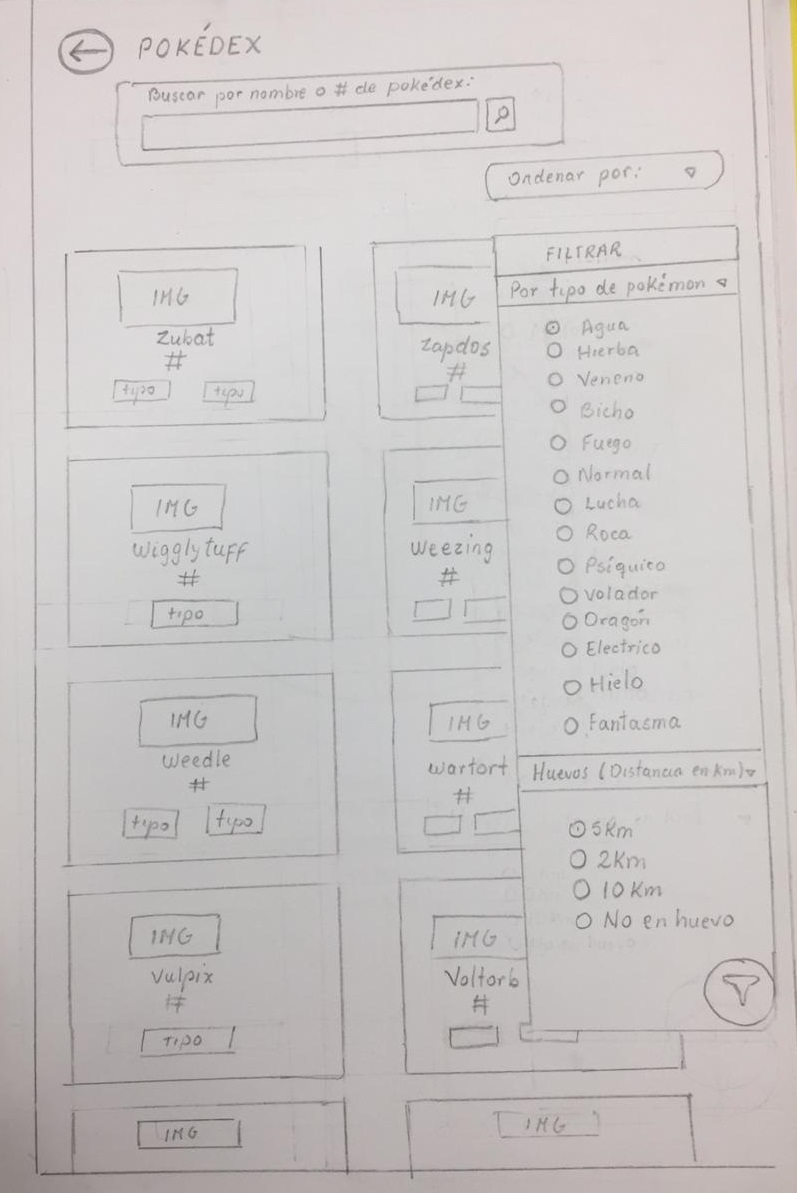 POKÉDEX
Buscar por nombre o # de pokédex:
Ordenar por:
IMG
Zubat
#
tipo tipo
IMG
Zapdos
#
IMG
Wigglytuff
#
tipo
IMG
Weezing
#
IMG
Weedle
#
tipo tipo
IMG
Wartort
#
IMG
Vulpix
#
TIPO
IMG
Voltorb
#
IMG
IMG
FILTRAR
Por tipo de pokémon
Agua
Hierba
Veneno
Bicho
Fuego
Normal
Lucha
Roca
Psíquico
Volador
Dragón
Electrico
Hielo
Fantasma
Huevos (Distancia en Km)
5Km
2Km
10Km
No en huevo